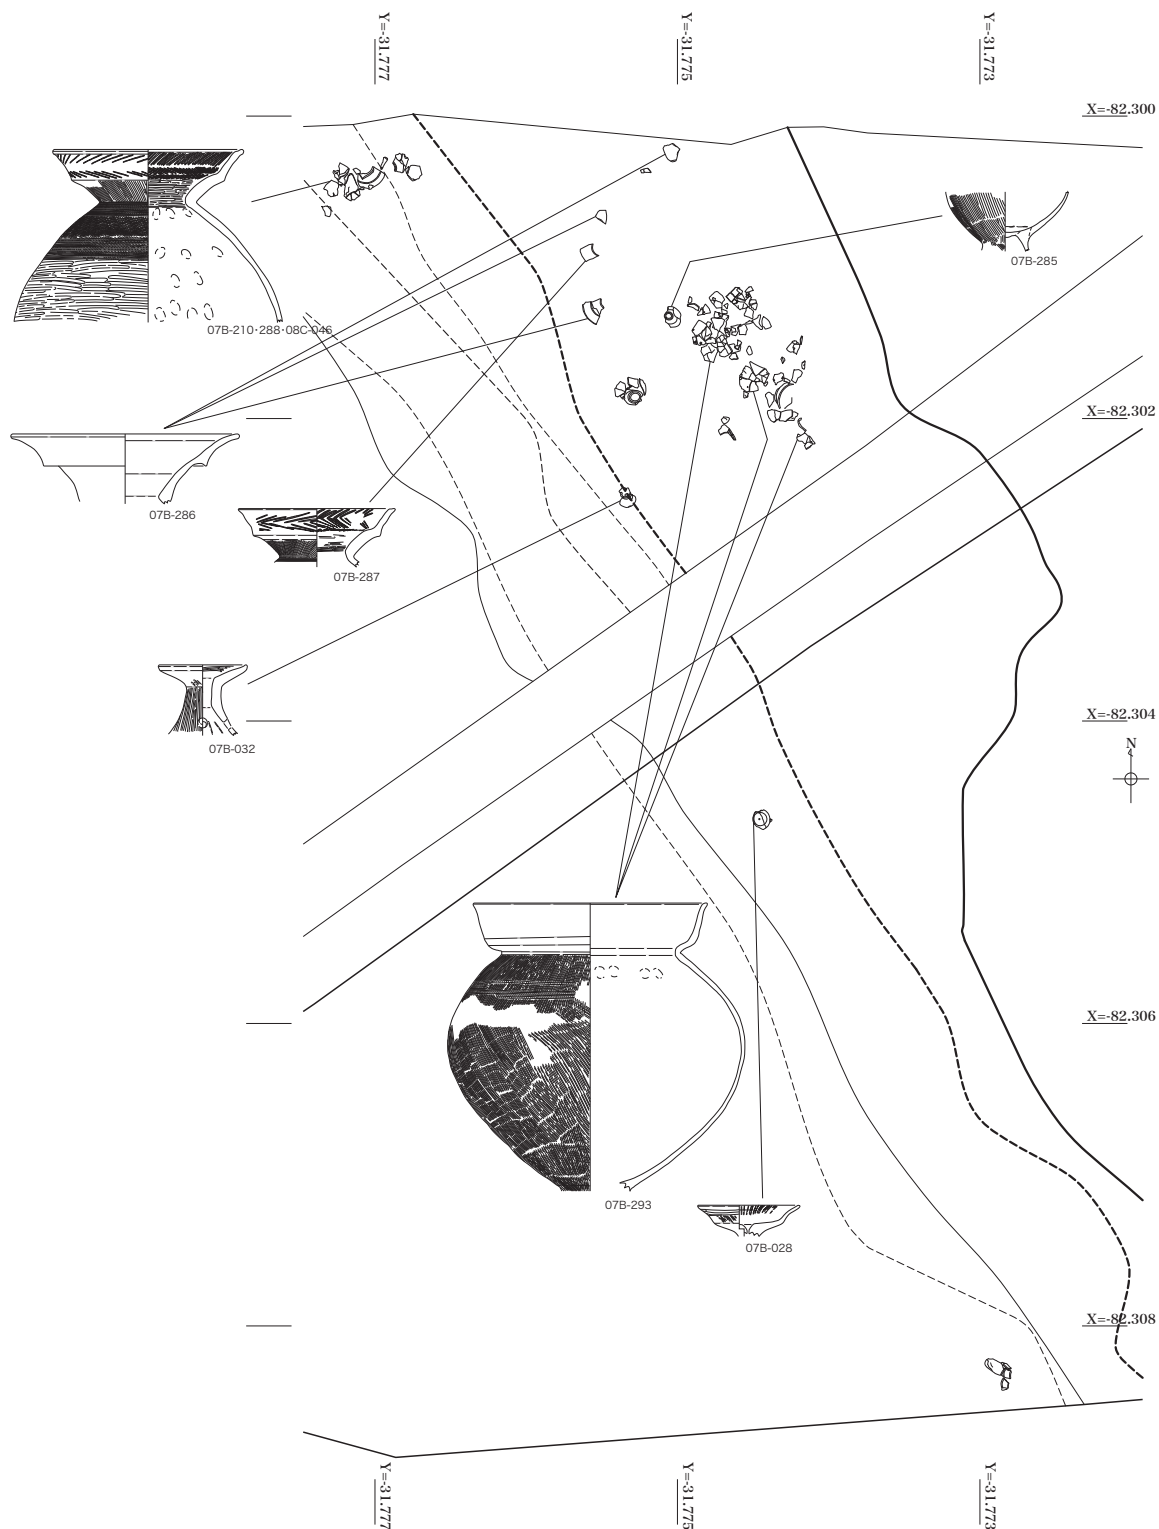 Y=-31.777
Y=-31.775
Y=-31.773
X=-82.300
07B-285
07B-210·288·08C-046
X=-82.302
07B-286
07B-287
X=-82.304
07B-032
N
X=-82.306
07B-293
07B-028
X=-82.308
Y=-31.777
Y=-31.775
Y=-31.773